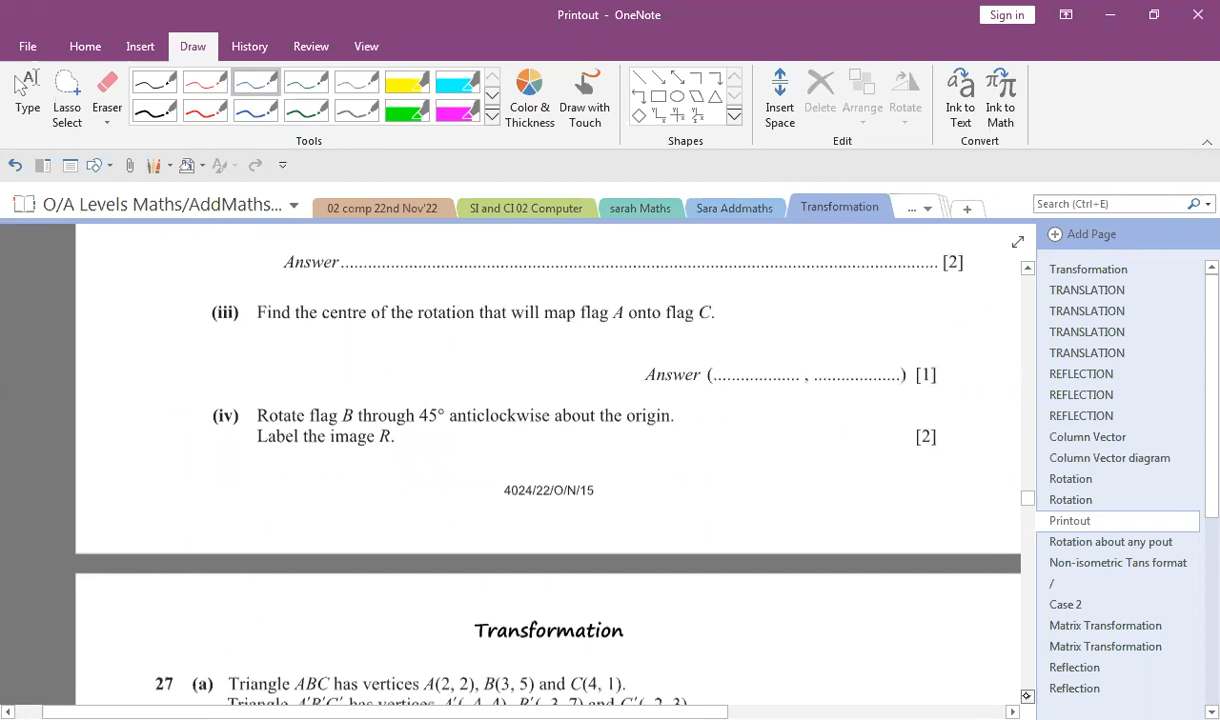 Printout - OneNote
Sign in
File Home Insert Draw History Review View
Type
Lasso Select
Eraser
Color & Thickness
Draw with Touch
Insert Space
Delete
Arrange
Rotate
Ink to Text
Ink to Math
Tools
Shapes
Edit
Convert
O/A Levels Maths/AddMaths...
02 comp 22nd Nov'22
SI and CI 02 Computer
sarah Maths
Sara Addmaths
Transformation
...
Search (Ctrl+E)
Add Page
Answer.................................................................................................................................. [2]
(iii) Find the centre of the rotation that will map flag A onto flag C.
Answer (................... , ...................) [1]
(iv) Rotate flag B through 45° anticlockwise about the origin.
Label the image R. [2]
4024/22/O/N/15
Transformation
27 (a) Triangle ABC has vertices A(2, 2), B(3, 5) and C(4, 1).
Transformation
TRANSLATION
TRANSLATION
TRANSLATION
TRANSLATION
REFLECTION
REFLECTION
REFLECTION
Column Vector
Column Vector diagram
Rotation
Rotation
Printout
Rotation about any pout
Non-isometric Tans format
/
Case 2
Matrix Transformation
Matrix Transformation
Reflection
Reflection